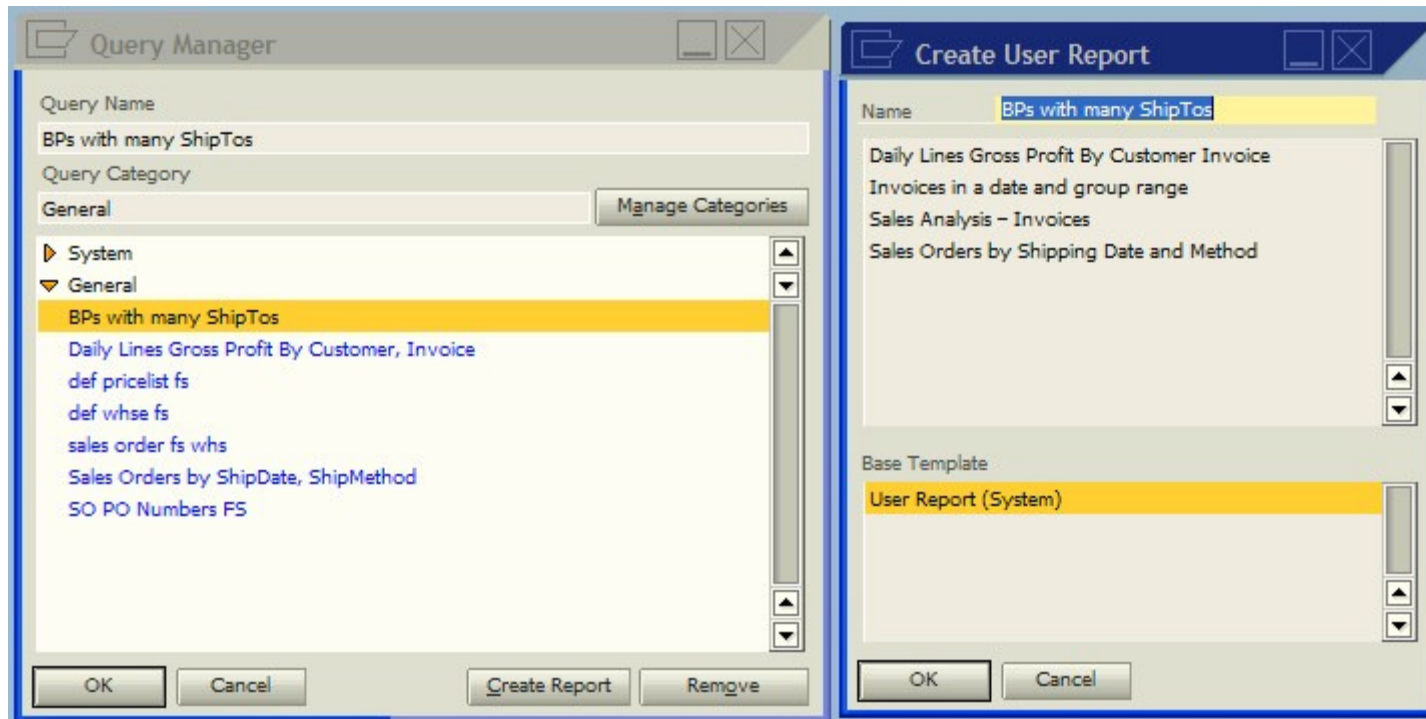 Query Manager
Query Name
BPs with many ShipTos
Query Category
General
Manage Categories
System
General
BPs with many ShipTos
Daily Lines Gross Profit By Customer, Invoice
def pricelist fs
def whse fs
sales order fs whs
Sales Orders by ShipDate, ShipMethod
SO PO Numbers FS
OK
Cancel
Create Report
Remove
Create User Report
Name
BPs with many ShipTos
Daily Lines Gross Profit By Customer Invoice
Invoices in a date and group range
Sales Analysis – Invoices
Sales Orders by Shipping Date and Method
Base Template
User Report (System)
OK
Cancel